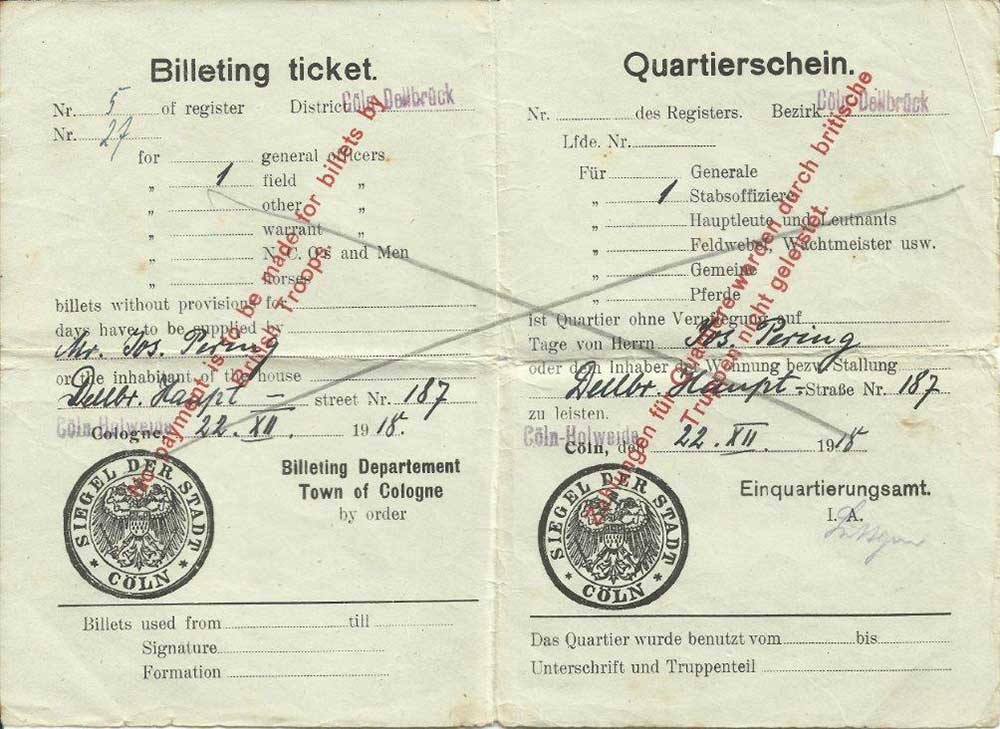 Billeting ticket.
Nr. 5 of register District Cöln-Dellbrück
Nr. 27
for general officers
„ 1 field „
„ other „
„ warrant „
„ N. C. O's and Men
„ horses
billets without provisions for
days have to be supplied by
Mr. Jos. Pering
or the inhabitant of the house
Dellbr. Haupt – street Nr. 187
Cöln-Holweide
Cologne, 22. XII. 1918.
Billeting Departement
Town of Cologne
by order
SIEGEL DER STADT
* CÖLN *
Billets used from till
Signature
Formation
No payment is to be made for billets by
British Troops.
Quartierschein.
Nr. des Registers. Bezirk Cöln-Dellbrück
Lfde. Nr.
Für Generale
„ 1 Stabsoffiziere
„ Hauptleute und Leutnants
„ Feldwebel, Wachtmeister usw.
„ Gemeine
„ Pferde
ist Quartier ohne Verpflegung auf
Tage von Herrn Jos. Pering
oder dem Inhaber der Wohnung bezw. Stallung
Dellbr. Haupt -Straße Nr. 187
zu leisten.
Cöln-Holweide
Cöln, den 22. XII. 1918
Einquartierungsamt.
I. A.
SIEGEL DER STADT
* CÖLN *
Das Quartier wurde benutzt vom bis
Unterschrift und Truppenteil
Zahlungen für Quartiere werden durch britische
Truppen nicht geleistet.